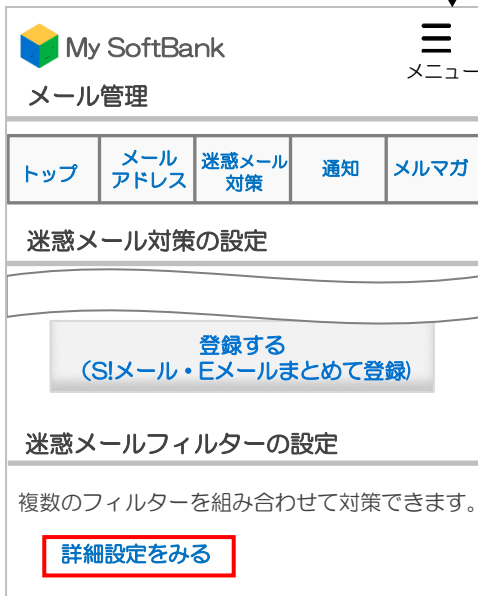 My SoftBank
メニュー
メール管理
トップ
メール
アドレス
迷惑メール
対策
通知
メルマガ
迷惑メール対策の設定
登録する
(S!メール・Eメールまとめて登録)
迷惑メールフィルターの設定
複数のフィルターを組み合わせて対策できます。
詳細設定をみる